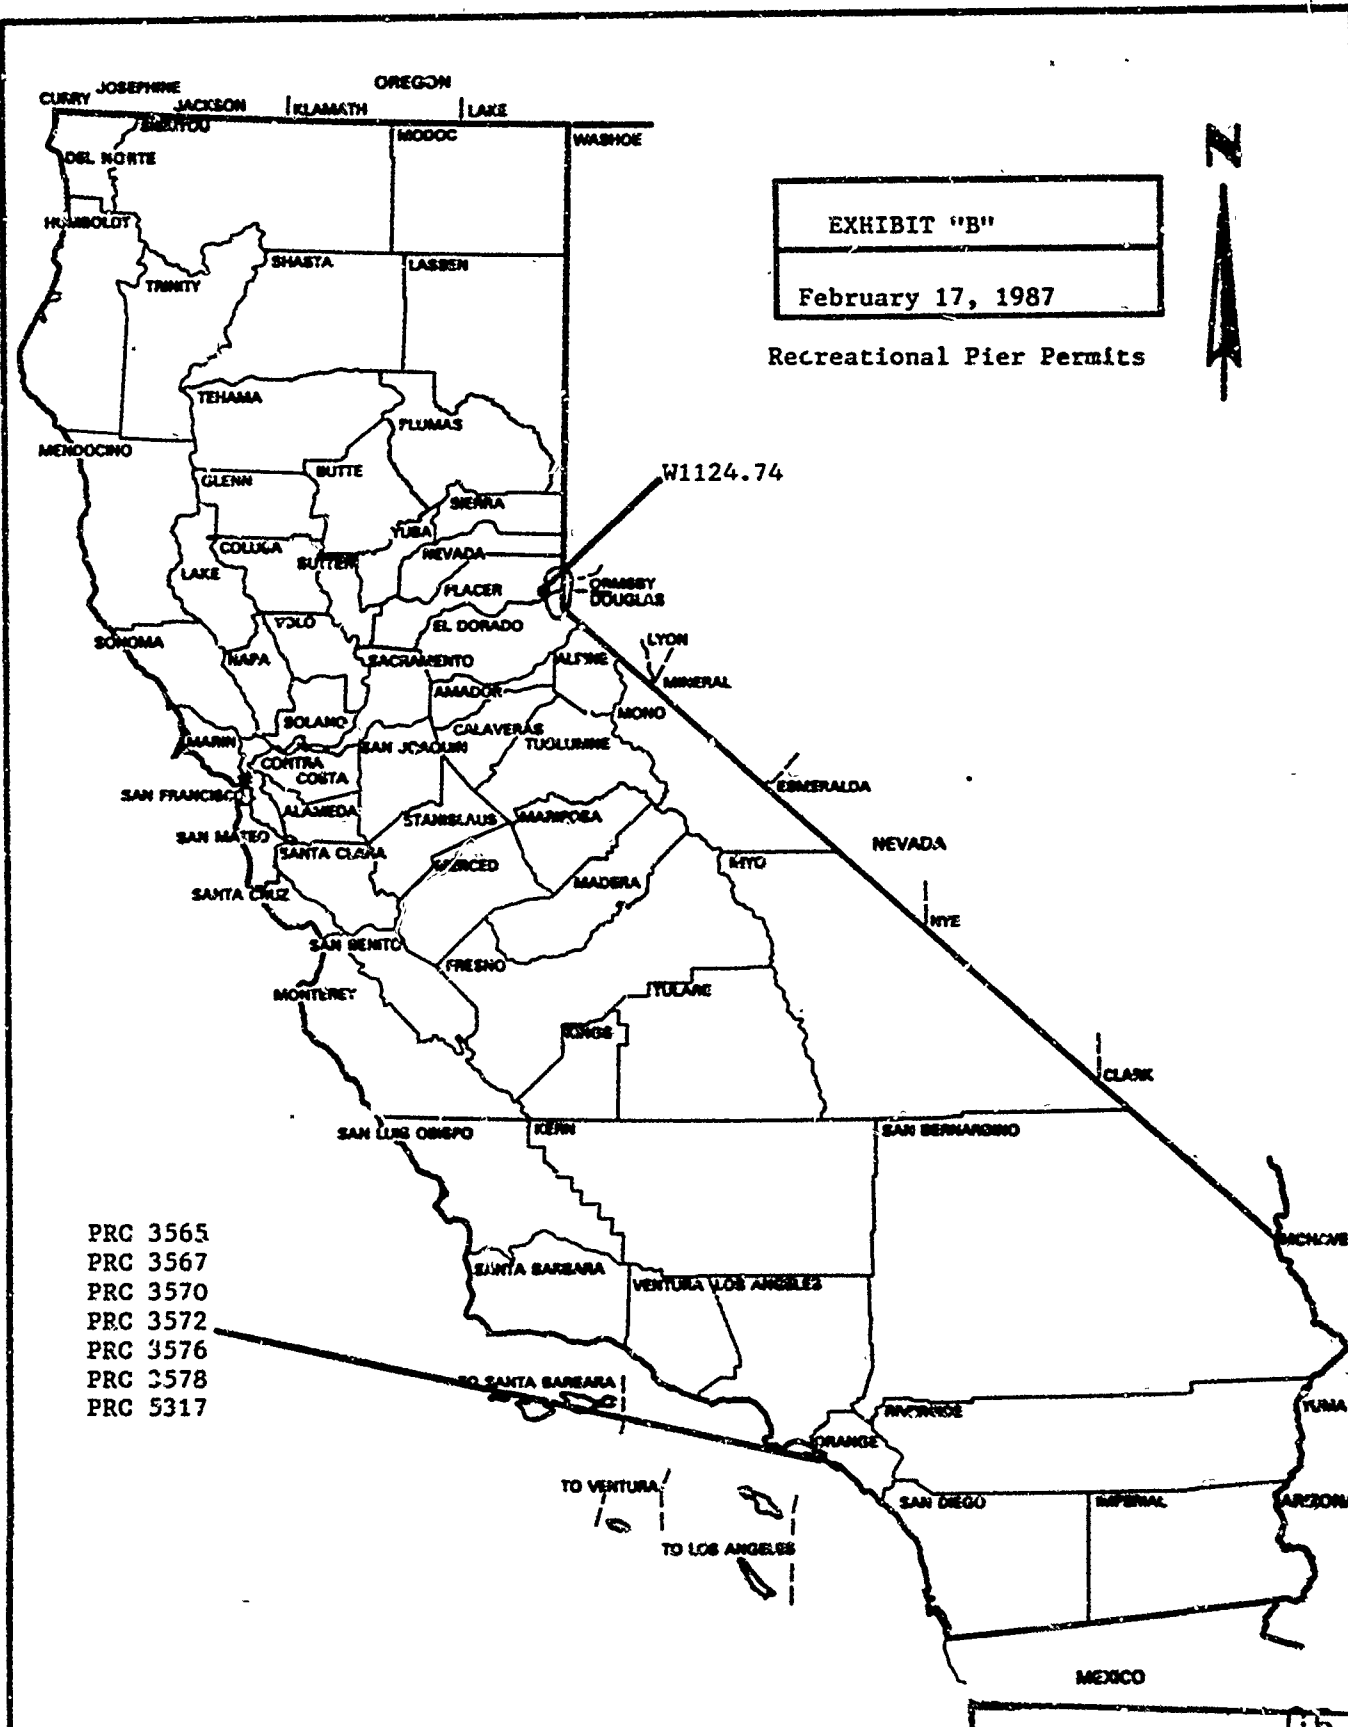 OREGON
CURRY JOSEPHINE JACKSON KLAMATH LAKE
SISKIYOU MODOC WASHOE
DEL NORTE
HUMBOLDT
EXHIBIT "B"
February 17, 1987
Recreational Pier Permits
N
SHASTA LASSEN
TRINITY
TEHAMA
PLUMAS
MENDOCINO
GLENN BUTTE
W1124.74
SIERRA
YUBA
COLUSA SUTTER NEVADA
LAKE PLACER
ORMSBY
DOUGLAS
SONOMA YOLO EL DORADO
LYON
NAPA SACRAMENTO ALPINE
AMADOR MINERAL
SOLANO MONO
CALAVERAS
MARIN SAN JOAQUIN TUOLUMNE
CONTRA
COSTA
ESMERALDA
SAN FRANCISCO
ALAMEDA STANISLAUS MARIPOSA
SAN MATEO
NEVADA
SANTA CLARA MERCED INYO
MADERA
SANTA CRUZ
NYE
SAN BENITO
FRESNO
MONTEREY TULARE
KINGS
CLARK
SAN LUIS OBISPO KERN SAN BERNARDINO
PRC 3565
PRC 3567
PRC 3570
PRC 3572
PRC 3576
PRC 3578
PRC 5317
MOHAVE
SANTA BARBARA
VENTURA LOS ANGELES
TO SANTA BARBARA
RIVERSIDE YUMA
ORANGE
TO VENTURA
SAN DIEGO IMPERIAL ARIZONA
TO LOS ANGELES
MEXICO